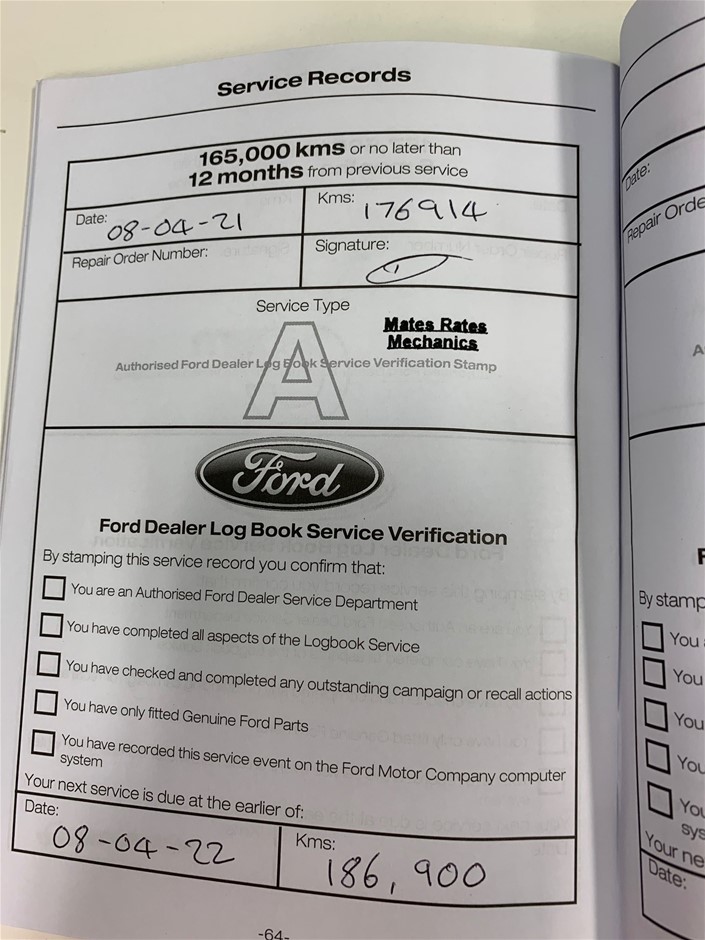 Service Records
165,000 kms or no later than
12 months from previous service
Date: 08-04-21
Kms: 176914
Repair Order Number:
Signature:
Service Type
Mates Rates
Mechanics
A
Authorised Ford Dealer Log Book Service Verification Stamp
Ford
Ford Dealer Log Book Service Verification
By stamping this service record you confirm that:
You are an Authorised Ford Dealer Service Department
You have completed all aspects of the Logbook Service
You have checked and completed any outstanding campaign or recall actions
You have only fitted Genuine Ford Parts
You have recorded this service event on the Ford Motor Company computer
system
Your next service is due at the earlier of:
Date: 08-04-22
Kms: 186,900
-64-
Date:
Repair Orde
A
F
By stamp
You
You
You
You
You
sys
Your ne
Date: